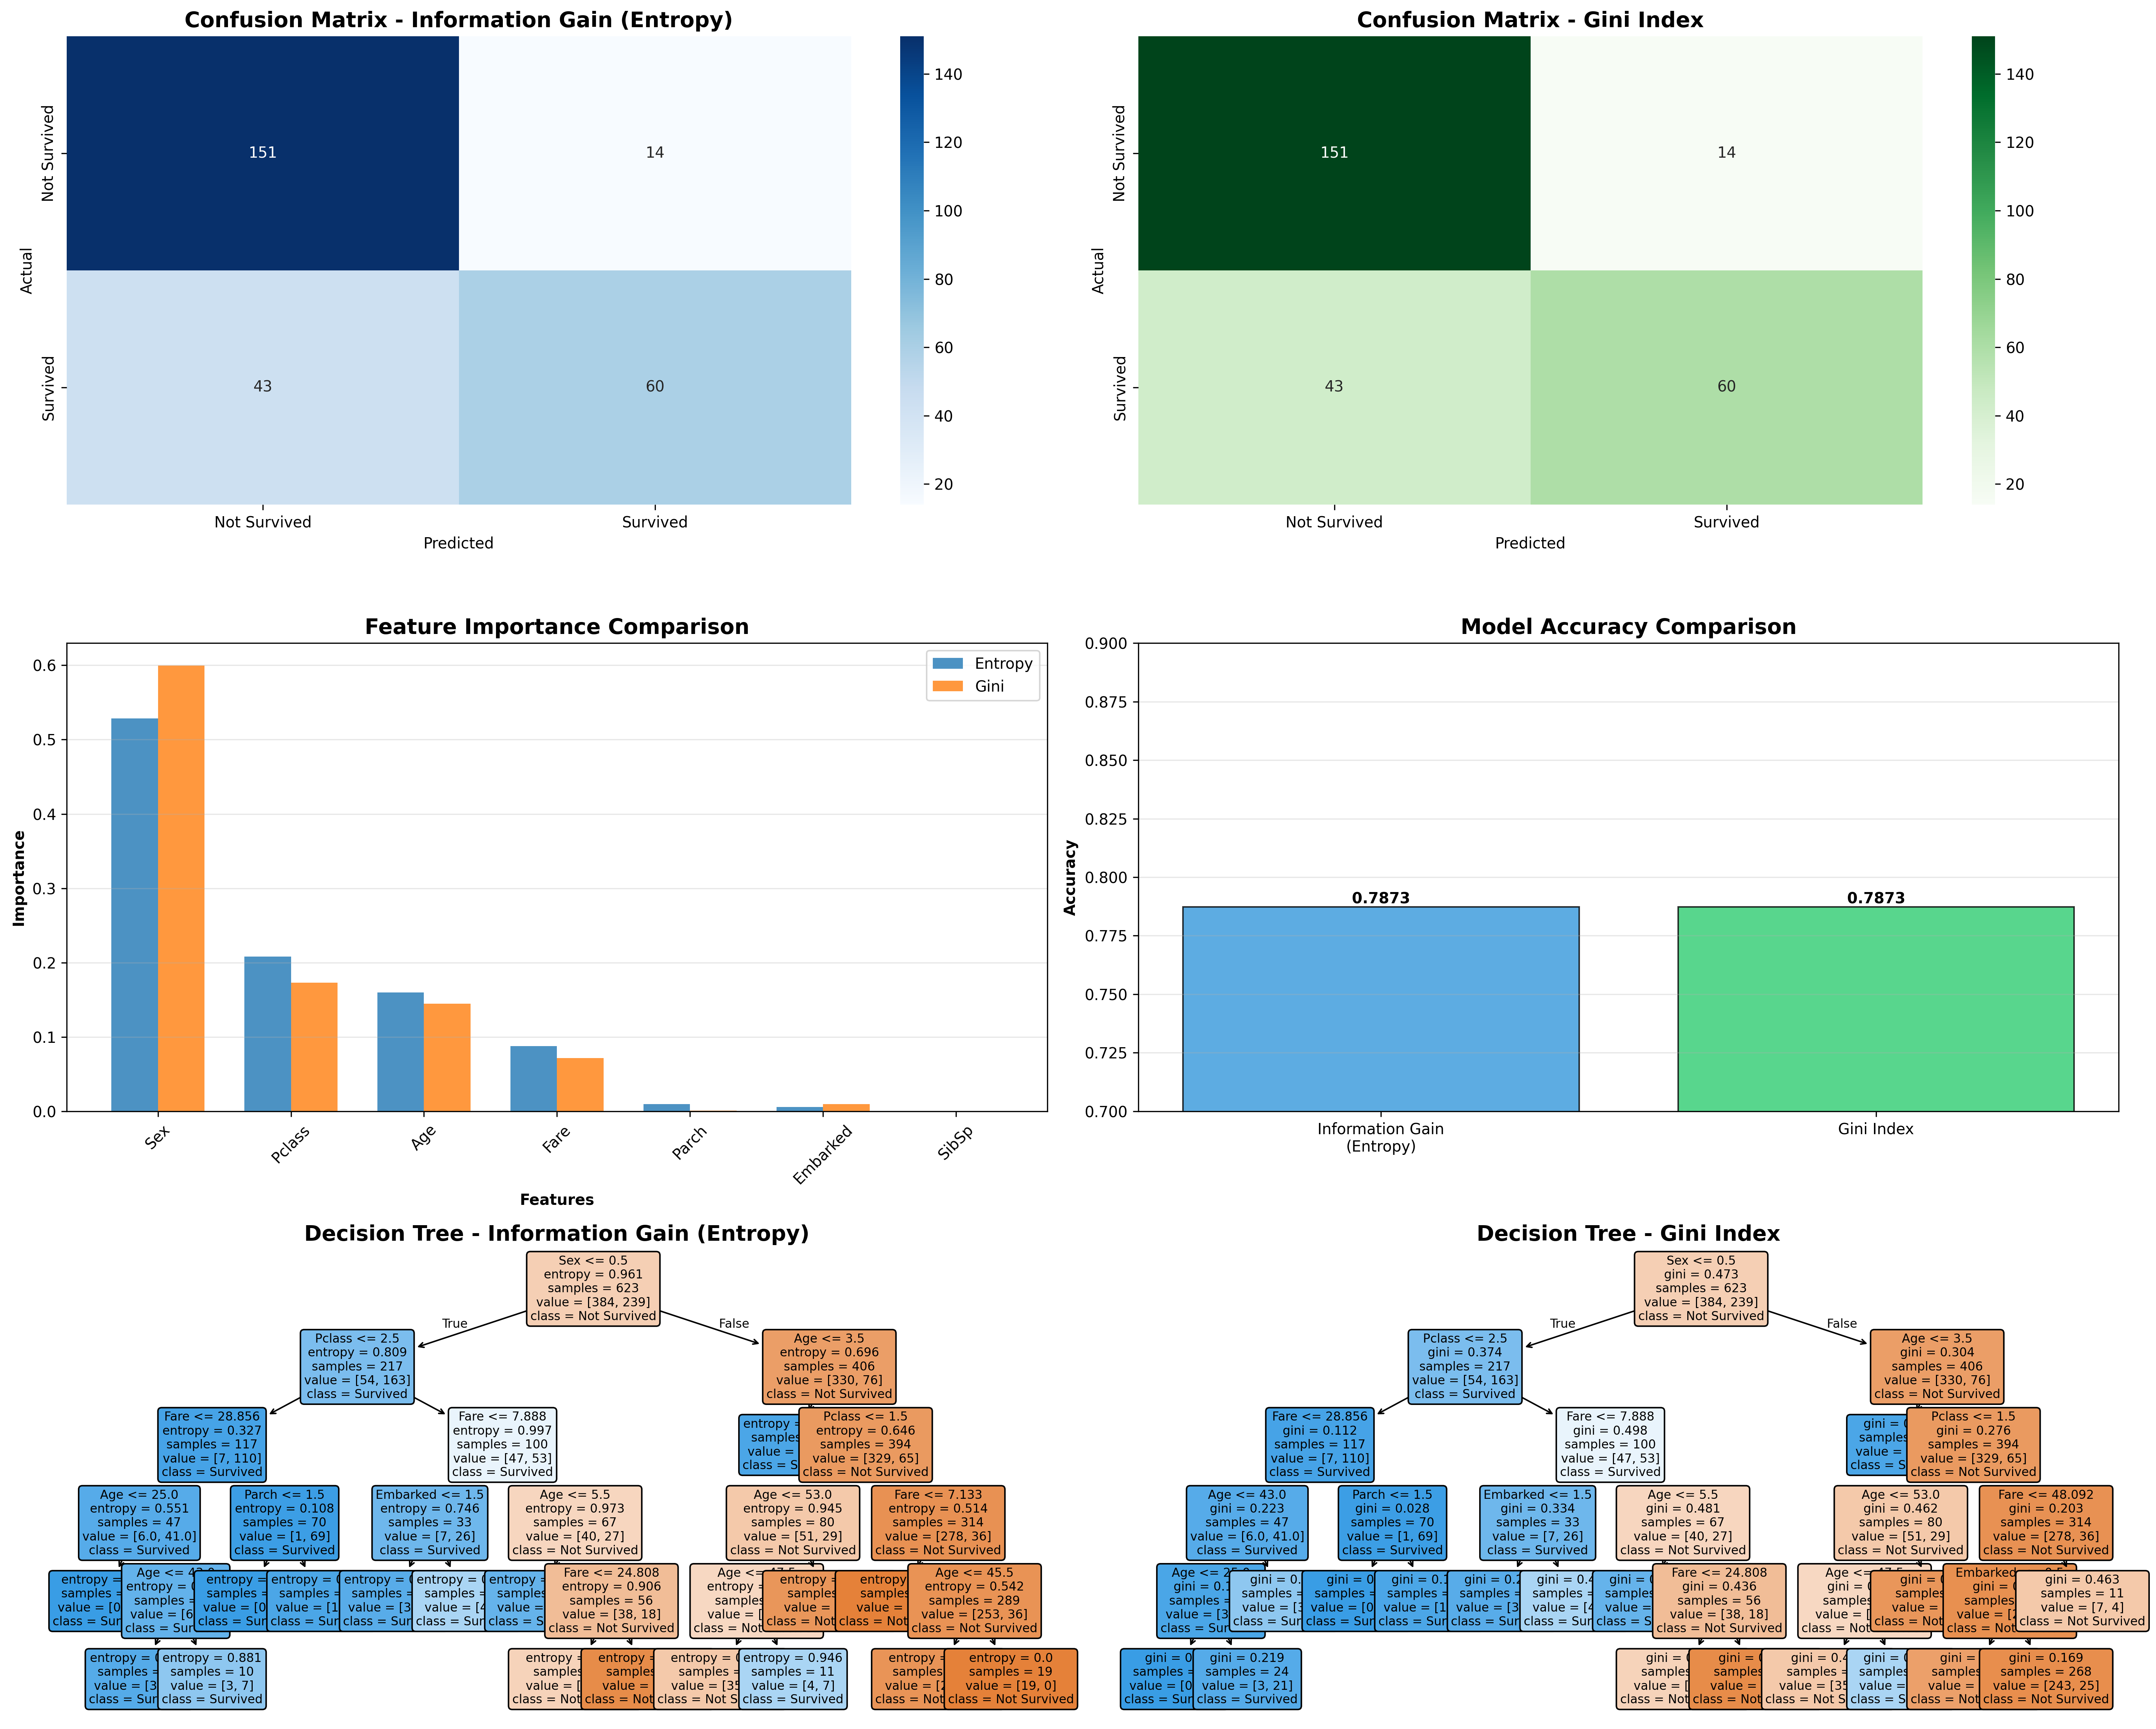 Confusion Matrix - Information Gain (Entropy)
Not Survived
Survived
Actual
151
14
43
60
Not Survived
Survived
Predicted
140
120
100
80
60
40
20
Confusion Matrix - Gini Index
Not Survived
Survived
Actual
151
14
43
60
Not Survived
Survived
Predicted
140
120
100
80
60
40
20
Feature Importance Comparison
Entropy
Gini
0.6
0.5
0.4
0.3
0.2
0.1
0.0
Importance
Sex
Pclass
Age
Fare
Parch
Embarked
SibSp
Features
Model Accuracy Comparison
0.900
0.875
0.850
0.825
0.800
0.775
0.750
0.725
0.700
Accuracy
0.7873
0.7873
Information Gain
(Entropy)
Gini Index
Decision Tree - Information Gain (Entropy)
Sex <= 0.5
entropy = 0.961
samples = 623
value = [384, 239]
class = Not Survived
True
False
Pclass <= 2.5
entropy = 0.809
samples = 217
value = [54, 163]
class = Survived
Age <= 3.5
entropy = 0.696
samples = 406
value = [330, 76]
class = Not Survived
Fare <= 28.856
entropy = 0.327
samples = 117
value = [7, 110]
class = Survived
Fare <= 7.888
entropy = 0.997
samples = 100
value = [47, 53]
class = Survived
entropy =
samples
value =
class =
Pclass <= 1.5
entropy = 0.646
samples = 394
value = [329, 65]
class = Not Survived
Age <= 25.0
entropy = 0.551
samples = 47
value = [6.0, 41.0]
class = Survived
Parch <= 1.5
entropy = 0.108
samples = 70
value = [1, 69]
class = Survived
Embarked <= 1.5
entropy = 0.746
samples = 33
value = [7, 26]
class = Survived
Age <= 5.5
entropy = 0.973
samples = 67
value = [40, 27]
class = Not Survived
Age <= 53.0
entropy = 0.945
samples = 80
value = [51, 29]
class = Not Survived
Fare <= 7.133
entropy = 0.514
samples = 314
value = [278, 36]
class = Not Survived
Fare <= 24.808
entropy = 0.906
samples = 56
value = [38, 18]
class = Not Survived
Age <= 45.5
entropy = 0.542
samples = 289
value = [253, 36]
class = Not Survived
entropy = 0.881
samples = 10
value = [3, 7]
class = Survived
entropy = 0.946
samples = 11
value = [4, 7]
class = Survived
entropy = 0.0
samples = 19
value = [19, 0]
class = Not Survived
Decision Tree - Gini Index
Sex <= 0.5
gini = 0.473
samples = 623
value = [384, 239]
class = Not Survived
True
False
Pclass <= 2.5
gini = 0.374
samples = 217
value = [54, 163]
class = Survived
Age <= 3.5
gini = 0.304
samples = 406
value = [330, 76]
class = Not Survived
Fare <= 28.856
gini = 0.112
samples = 117
value = [7, 110]
class = Survived
Fare <= 7.888
gini = 0.498
samples = 100
value = [47, 53]
class = Survived
Pclass <= 1.5
gini = 0.276
samples = 394
value = [329, 65]
class = Not Survived
Age <= 43.0
gini = 0.223
samples = 47
value = [6.0, 41.0]
class = Survived
Parch <= 1.5
gini = 0.028
samples = 70
value = [1, 69]
class = Survived
Embarked <= 1.5
gini = 0.334
samples = 33
value = [7, 26]
class = Survived
Age <= 5.5
gini = 0.481
samples = 67
value = [40, 27]
class = Not Survived
Age <= 53.0
gini = 0.462
samples = 80
value = [51, 29]
class = Not Survived
Fare <= 48.092
gini = 0.203
samples = 314
value = [278, 36]
class = Not Survived
Fare <= 24.808
gini = 0.436
samples = 56
value = [38, 18]
class = Not Survived
gini = 0.463
samples = 11
value = [7, 4]
class = Not Survived
gini = 0.219
samples = 24
value = [3, 21]
class = Survived
gini = 0.169
samples = 268
value = [243, 25]
class = Not Survived